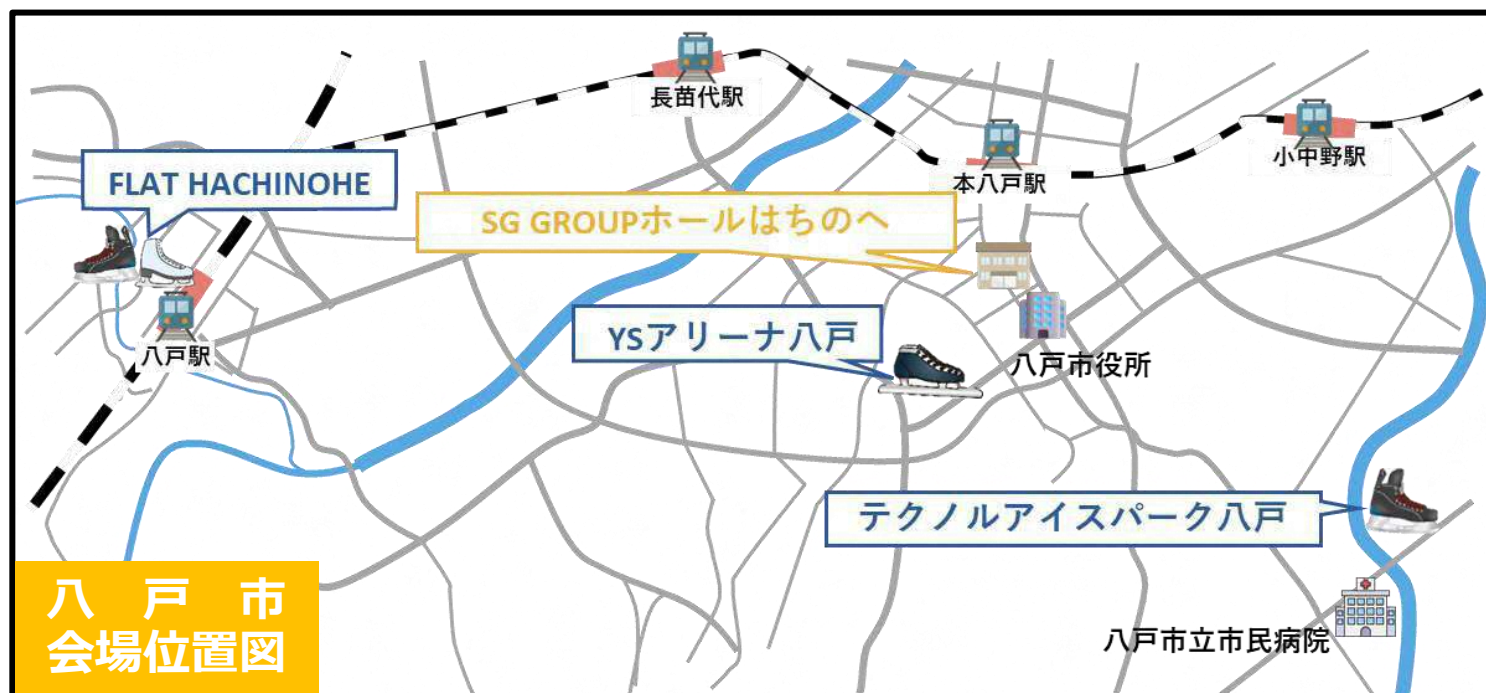 長苗代駅
小中野駅
本八戸駅
FLAT HACHINOHE
SG GROUPホールはちのへ
YSアリーナ八戸
八戸駅
八戸市役所
テクノルアイスパーク八戸
八戸市立市民病院
八戸市
会場位置図